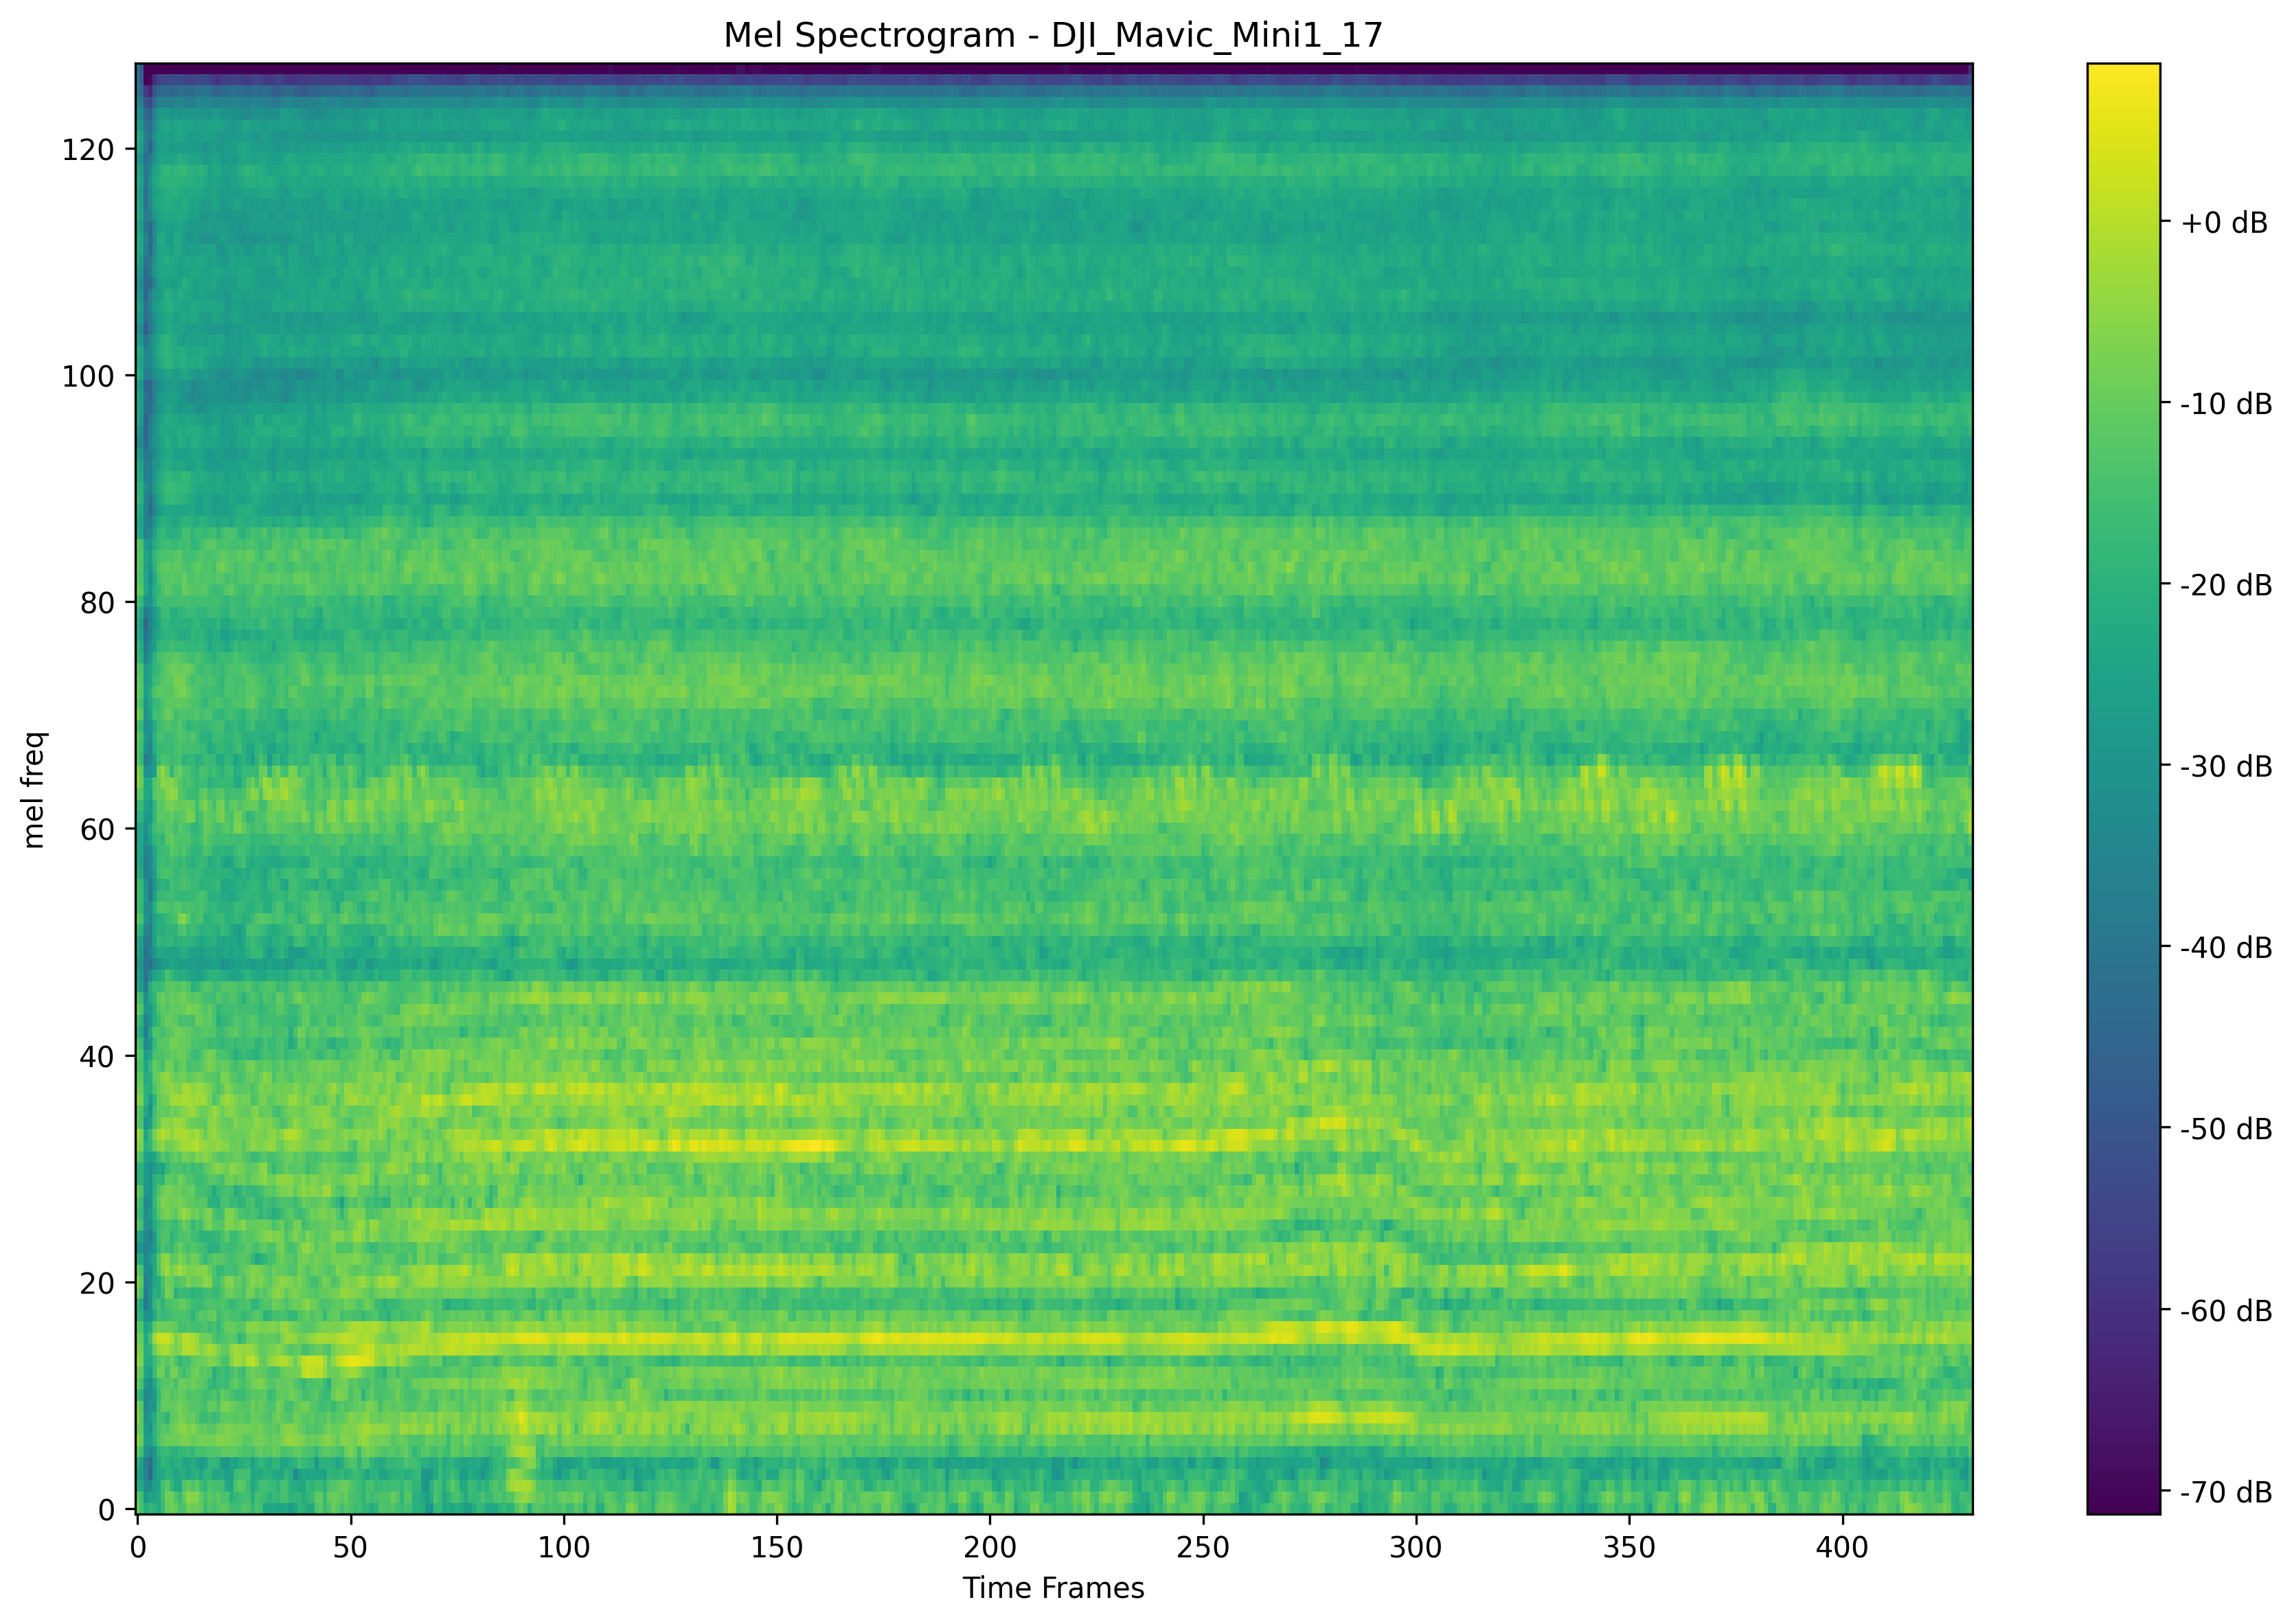 Mel Spectrogram - DJI_Mavic_Mini1_17
mel freq
120
100
80
60
40
20
0
0 50 100 150 200 250 300 350 400
Time Frames
+0 dB
-10 dB
-20 dB
-30 dB
-40 dB
-50 dB
-60 dB
-70 dB